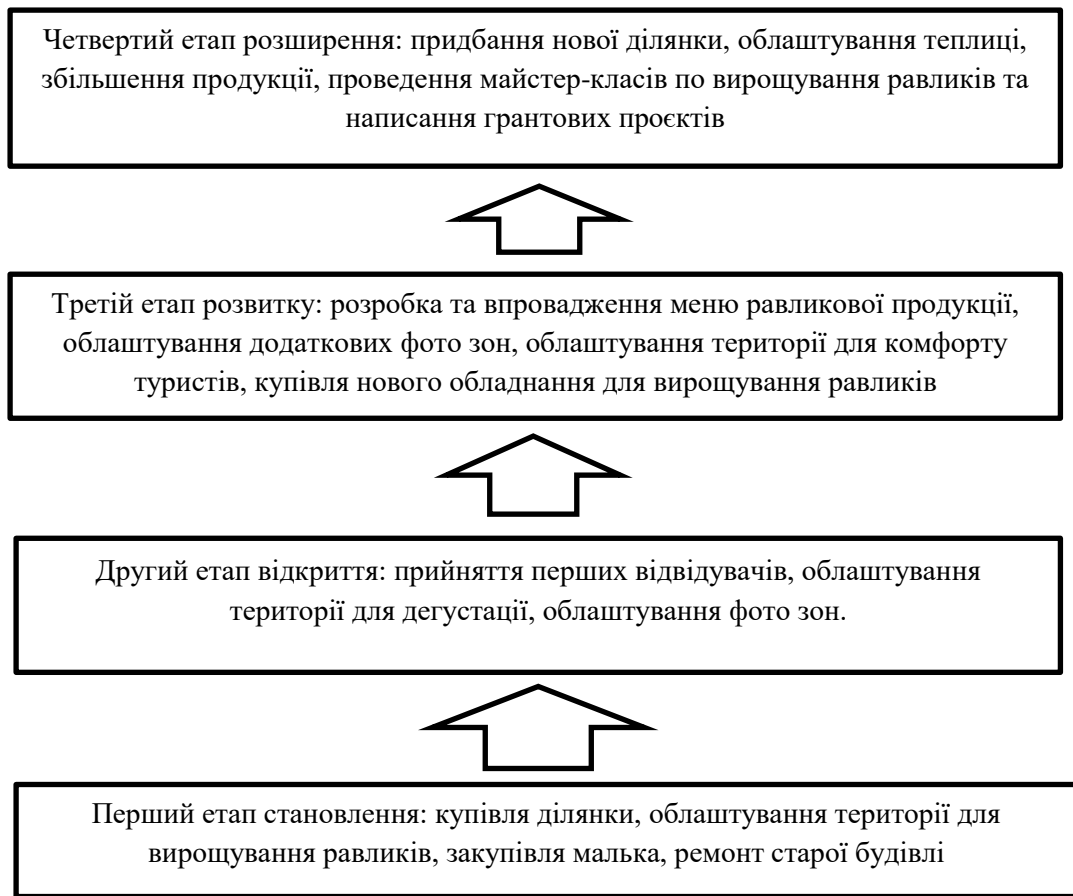 Четвертий етап розширення: придбання нової ділянки, облаштування теплиці,
збільшення продукції, проведення майстер-класів по вирощування равликів та
написання грантових проєктів
Третій етап розвитку: розробка та впровадження меню равликової продукції,
облаштування додаткових фото зон, облаштування території для комфорту
туристів, купівля нового обладнання для вирощування равликів
Другий етап відкриття: прийняття перших відвідувачів, облаштування
території для дегустації, облаштування фото зон.
Перший етап становлення: купівля ділянки, облаштування території для
вирощування равликів, закупівля малька, ремонт старої будівлі